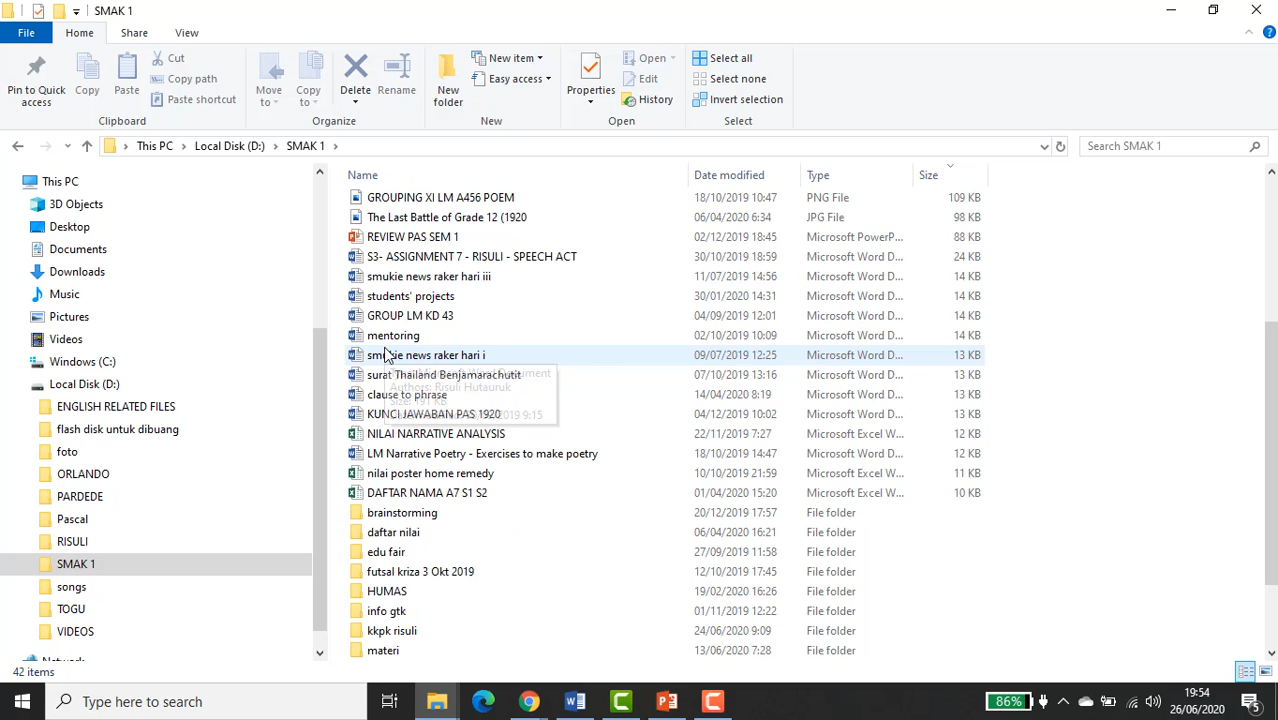 SMAK 1
File Home Share View
Pin to Quick access
Copy
Paste
Cut
Copy path
Paste shortcut
Clipboard
Move to
Copy to
Delete
Rename
Organize
New folder
New item
Easy access
New
Properties
Open
Edit
History
Open
Select all
Select none
Invert selection
Select
This PC Local Disk (D:) SMAK 1
Search SMAK 1
This PC
3D Objects
Desktop
Documents
Downloads
Music
Pictures
Videos
Windows (C:)
Local Disk (D:)
ENGLISH RELATED FILES
flash disk untuk dibuang
foto
ORLANDO
PARDEDE
Pascal
RISULI
SMAK 1
songs
TOGU
VIDEOS
Network
Name Date modified Type Size
GROUPING XI LM A456 POEM 18/10/2019 10:47 PNG File 109 KB
The Last Battle of Grade 12 (1920 06/04/2020 6:34 JPG File 98 KB
REVIEW PAS SEM 1 02/12/2019 18:45 Microsoft PowerP... 88 KB
S3- ASSIGNMENT 7 - RISULI - SPEECH ACT 30/10/2019 18:59 Microsoft Word D... 24 KB
smukie news raker hari iii 11/07/2019 14:56 Microsoft Word D... 14 KB
students' projects 30/01/2020 14:31 Microsoft Word D... 14 KB
GROUP LM KD 43 04/09/2019 12:01 Microsoft Word D... 14 KB
mentoring 02/10/2019 10:09 Microsoft Word D... 14 KB
smukie news raker hari i 09/07/2019 12:25 Microsoft Word D... 13 KB
surat Thailand Benjamarachutit 07/10/2019 13:16 Microsoft Word D... 13 KB
clause to phrase 14/04/2020 8:19 Microsoft Word D... 13 KB
KUNCI JAWABAN PAS 1920 04/12/2019 10:02 Microsoft Word D... 13 KB
NILAI NARRATIVE ANALYSIS 22/11/2019 7:27 Microsoft Excel W... 12 KB
LM Narrative Poetry - Exercises to make poetry 18/10/2019 14:47 Microsoft Word D... 12 KB
nilai poster home remedy 10/10/2019 21:59 Microsoft Excel W... 11 KB
DAFTAR NAMA A7 S1 S2 01/04/2020 15:20 Microsoft Excel W... 10 KB
brainstorming 20/12/2019 17:57 File folder
daftar nilai 06/04/2020 16:21 File folder
edu fair 27/09/2019 11:58 File folder
futsal kriza 3 Okt 2019 12/10/2019 17:45 File folder
HUMAS 19/02/2020 16:26 File folder
info gtk 01/11/2019 12:22 File folder
kkpk risuli 24/06/2020 9:09 File folder
materi 13/06/2020 7:28 File folder
Authors: Risuli Hutauruk
Size: 191 KB
42 items
Type here to search
86%
19:54
26/06/2020
5